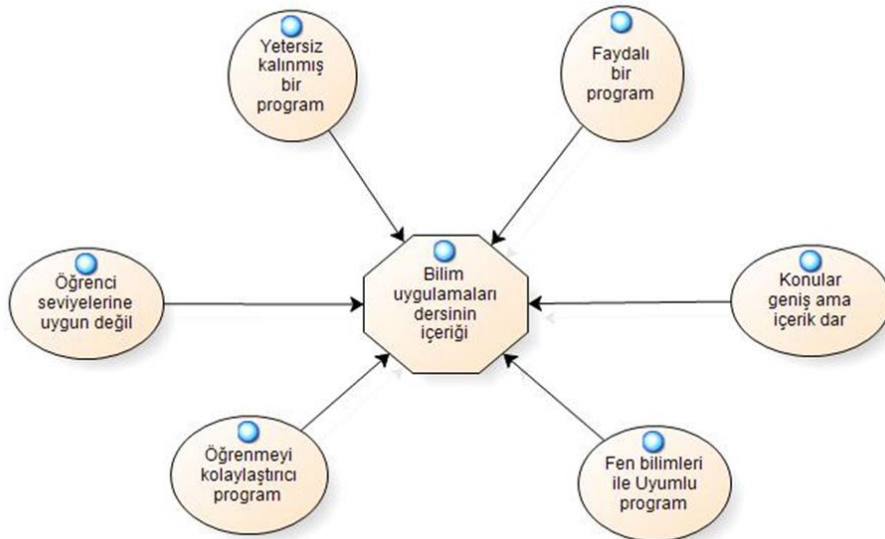 Yetersiz
kalınmış
bir
program
Faydalı
bir
program
Öğrenci
seviyelerine
uygun değil
Bilim
uygulamaları
dersinin
içeriği
Konular
geniş ama
içerik dar
Öğrenmeyi
kolaylaştırıcı
program
Fen bilimleri
ile Uyumlu
program